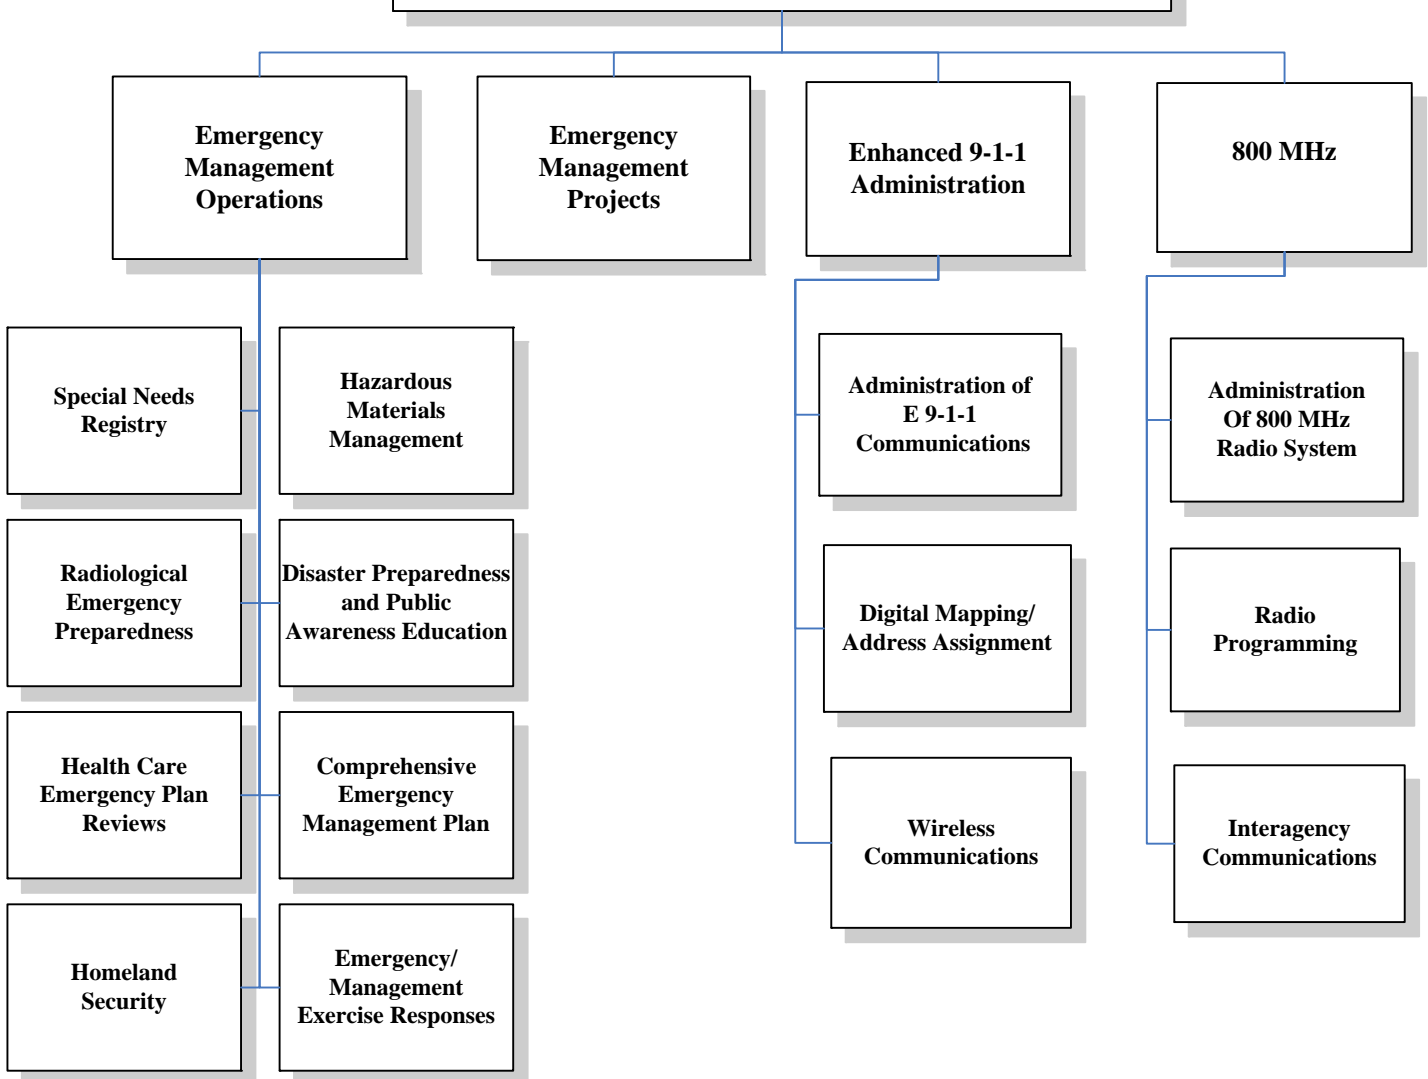 Emergency
Management
Operations
Emergency
Management
Projects
Enhanced 9-1-1
Administration
800 MHz
Special Needs
Registry
Hazardous
Materials
Management
Radiological
Emergency
Preparedness
Disaster Preparedness
and Public
Awareness Education
Health Care
Emergency Plan
Reviews
Comprehensive
Emergency
Management Plan
Homeland
Security
Emergency/
Management
Exercise Responses
Administration of
E 9-1-1
Communications
Digital Mapping/
Address Assignment
Wireless
Communications
Administration
Of 800 MHz
Radio System
Radio
Programming
Interagency
Communications